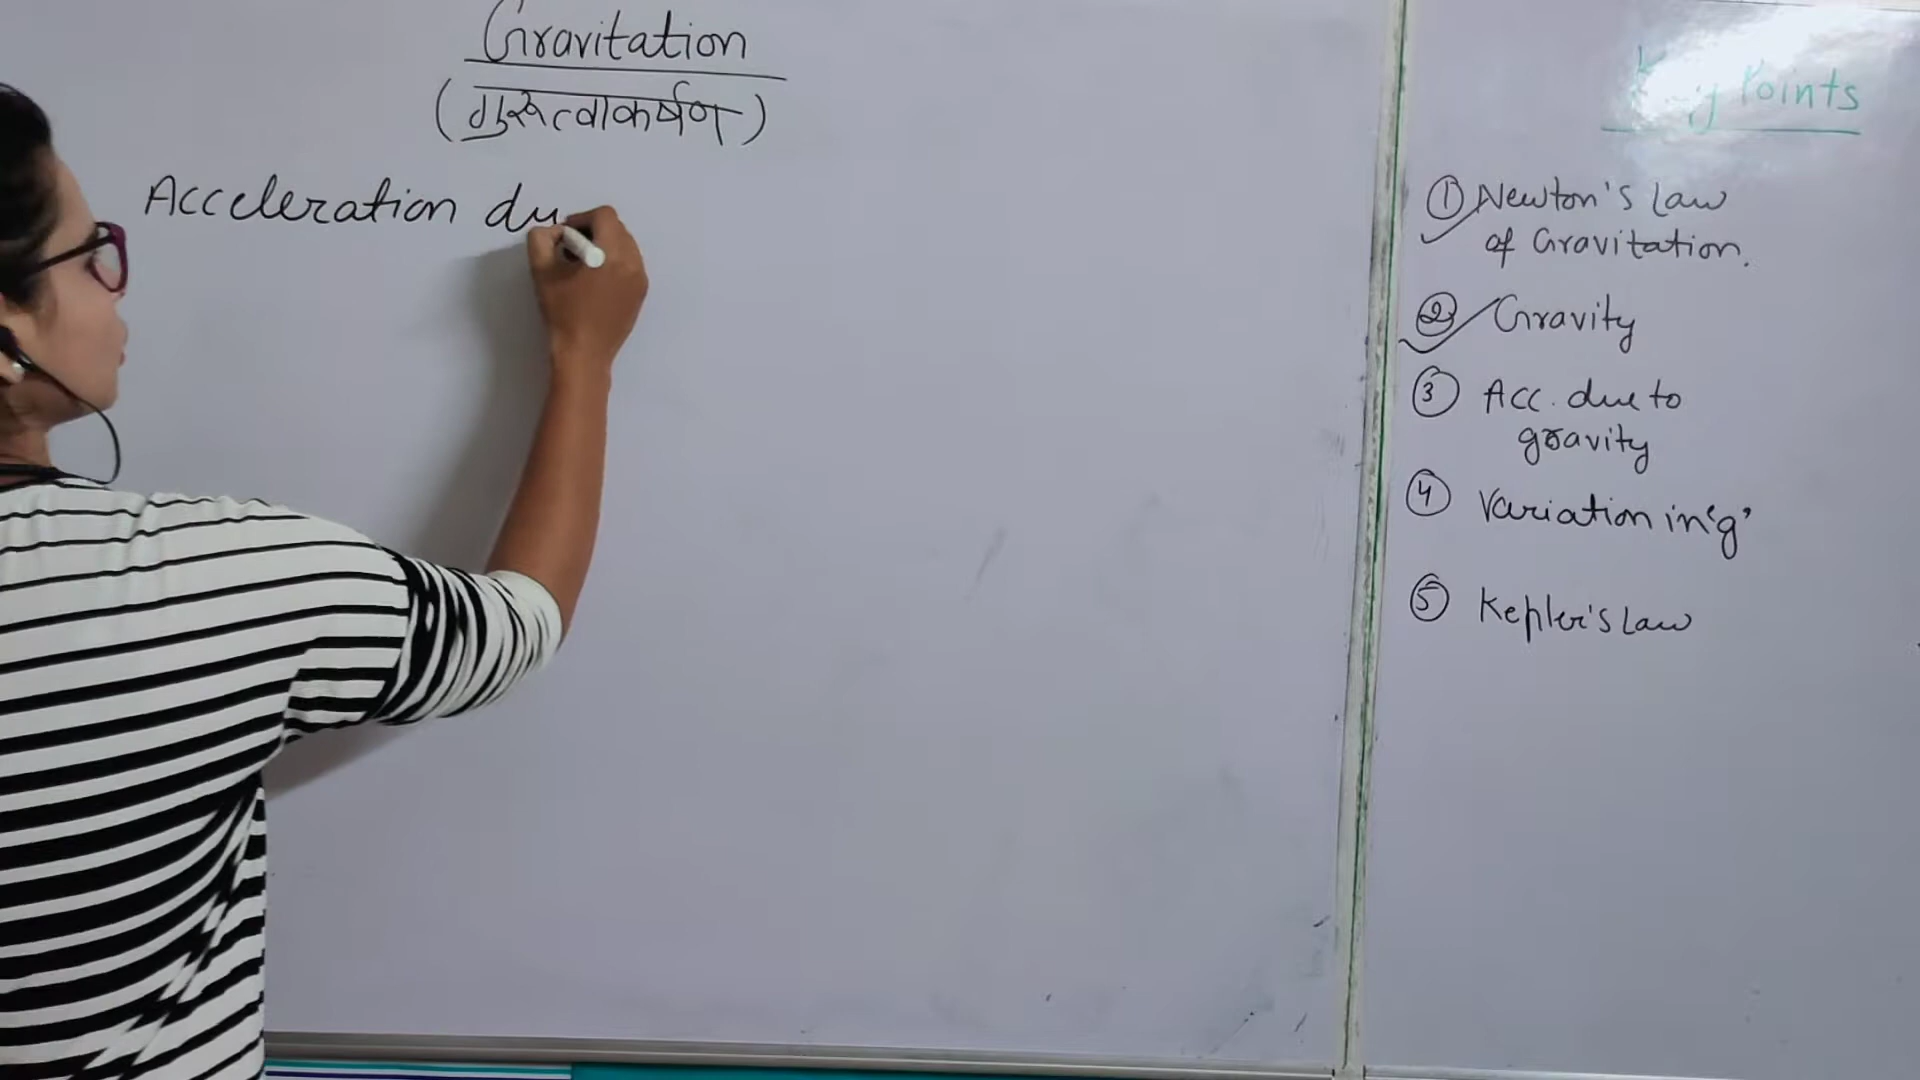 Gravitation
(गुरूत्वाकर्षण)
Acceleration du
Key Points
① Newton's Law
of Gravitation.
② Gravity
③ Acc. due to
gravity
④ Variation in 'g'
⑤ Kepler's Law